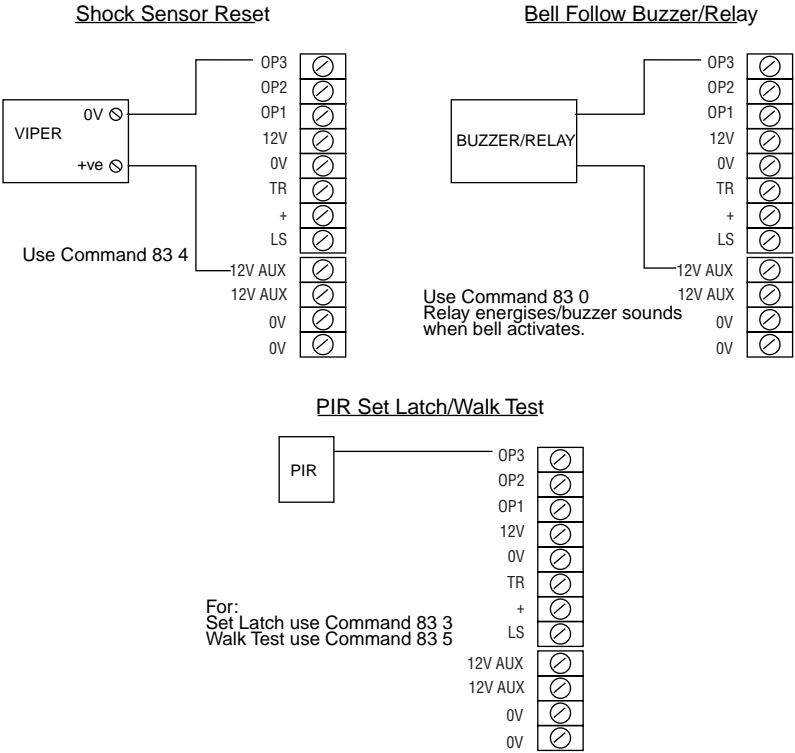 Shock Sensor Reset
OP3
OP2
OP1
12V
0V
TR
+
LS
12V AUX
12V AUX
0V
0V
VIPER
0V
+ve
Use Command 83 4
Bell Follow Buzzer/Relay
OP3
OP2
OP1
12V
0V
TR
+
LS
12V AUX
12V AUX
0V
0V
BUZZER/RELAY
Use Command 83 0
Relay energises/buzzer sounds
when bell activates.
PIR Set Latch/Walk Test
PIR
OP3
OP2
OP1
12V
0V
TR
+
LS
12V AUX
12V AUX
0V
0V
For:
Set Latch use Command 83 3
Walk Test use Command 83 5